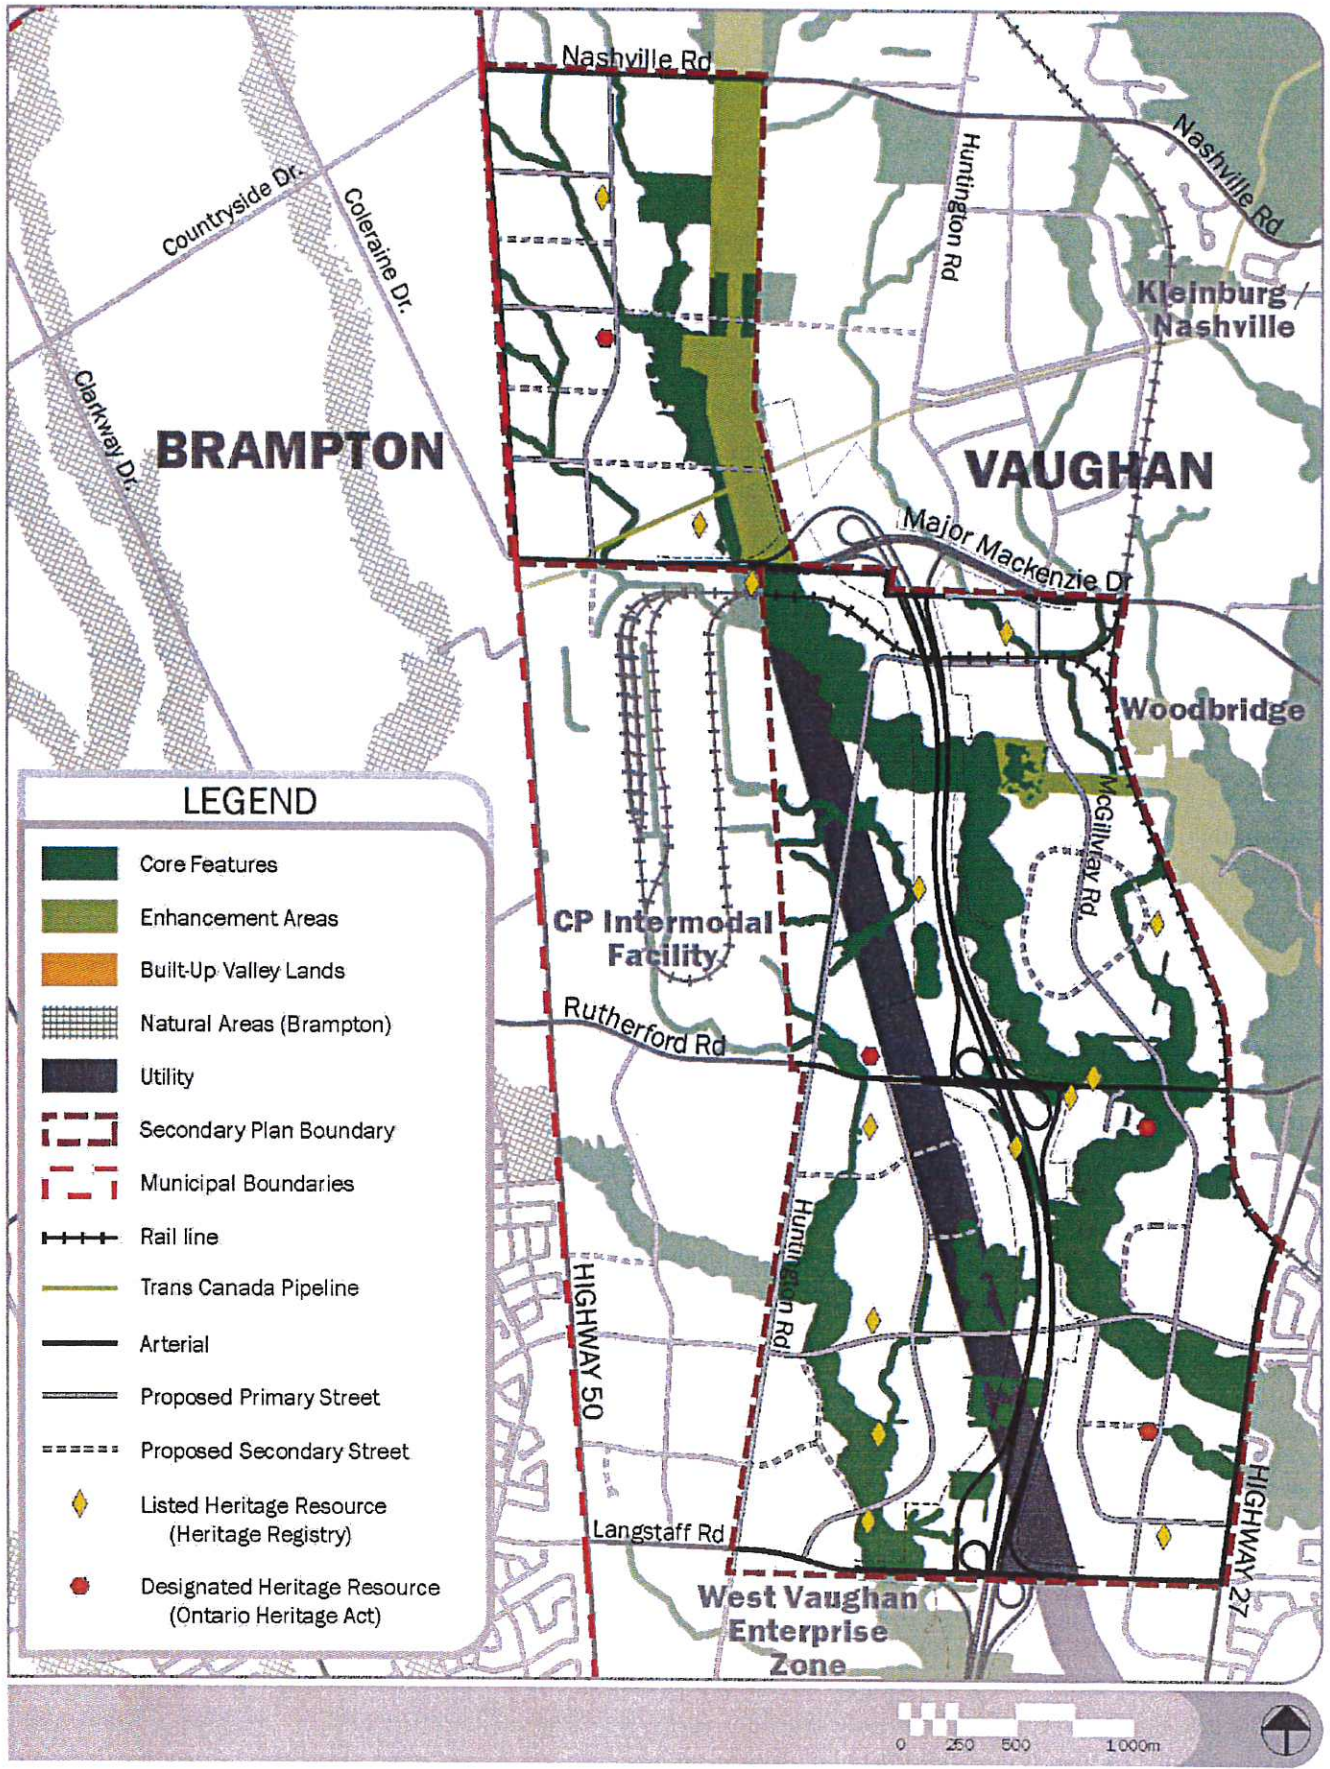 Nashville Rd
Nashville Rd
Huntington Rd
Countryside Dr.
Coleraine Dr.
Kleinburg /
Nashville
Clarkway Dr.
BRAMPTON
VAUGHAN
Major Mackenzie Dr
Woodbridge
McGillvray Rd.
CP Intermodal
Facility
Rutherford Rd
Huntington Rd
HIGHWAY 50
HIGHWAY 27
Langstaff Rd
West Vaughan
Enterprise
Zone
LEGEND
Core Features
Enhancement Areas
Built-Up Valley Lands
Natural Areas (Brampton)
Utility
Secondary Plan Boundary
Municipal Boundaries
Rail line
Trans Canada Pipeline
Arterial
Proposed Primary Street
Proposed Secondary Street
Listed Heritage Resource
(Heritage Registry)
Designated Heritage Resource
(Ontario Heritage Act)
0 250 500 1000m